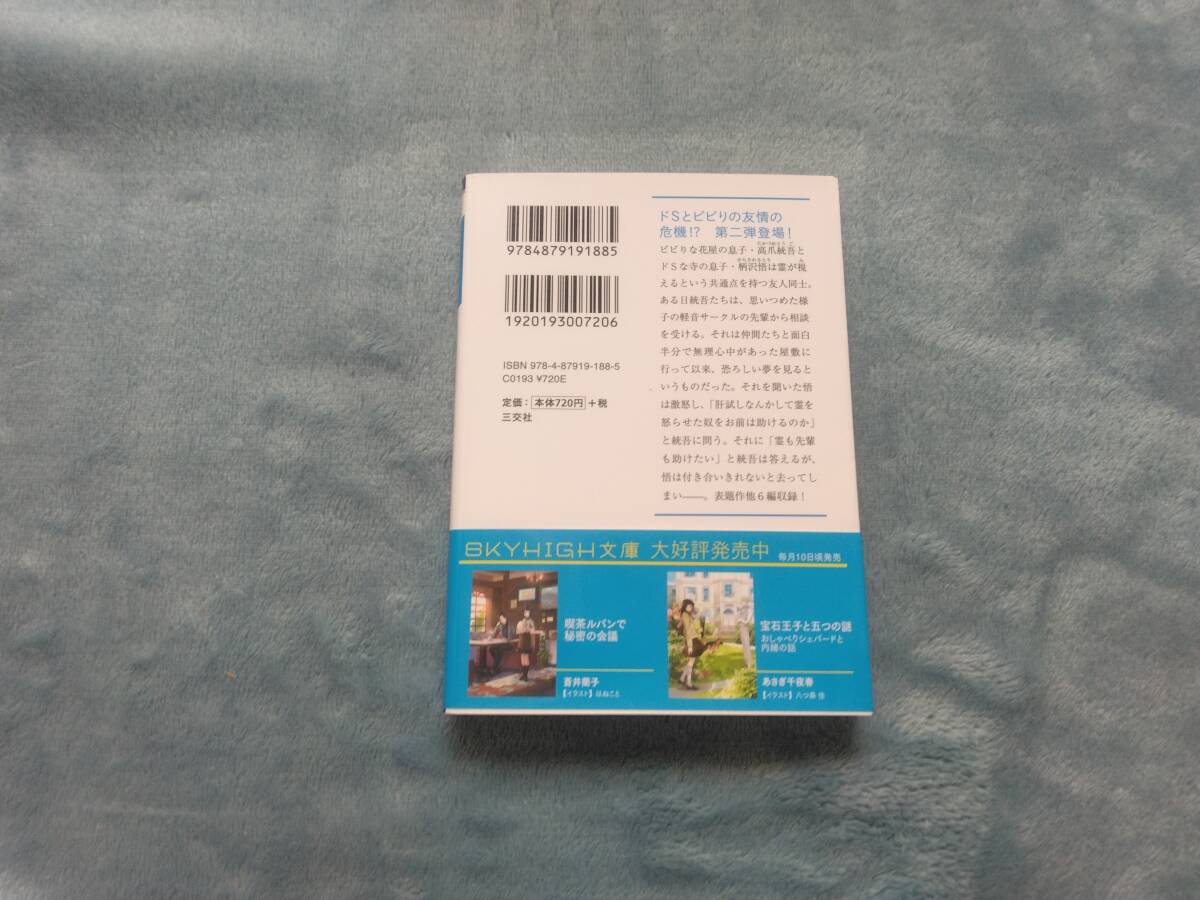 9784879191885
1920193007206
ISBN 978-4-87919-188-5
C0193 ¥720E
定価：本体720円＋税
三交社
ドSとビビりの友情の
危機!?　第二弾登場！
ビビりな花屋の息子・高爪統吾と
ドSな寺の息子・柄沢悟は霊が視
えるという共通点を持つ友人同士。
ある日統吾たちは、思いつめた様
子の軽音サークルの先輩から相談
を受ける。それは仲間たちと面白
半分で無理心中があった屋敷に
行って以来、恐ろしい夢を見ると
いうものだった。それを聞いた悟
は激怒し、「肝試しなんかして霊を
怒らせた奴をお前は助けるのか」
と統吾に問う。それに「霊も先輩
も助けたい」と統吾は答えるが、
悟は付き合いきれないと去ってし
まい――。表題作他6編収録！
SKYHIGH文庫 大好評発売中 毎月10日頃発売
喫茶ルパンで
秘密の会議
蒼井蘭子
【イラスト】はねこと
宝石王子と五つの謎
おしゃべりシェパードと
内緒の話
あさぎ千夜春
【イラスト】